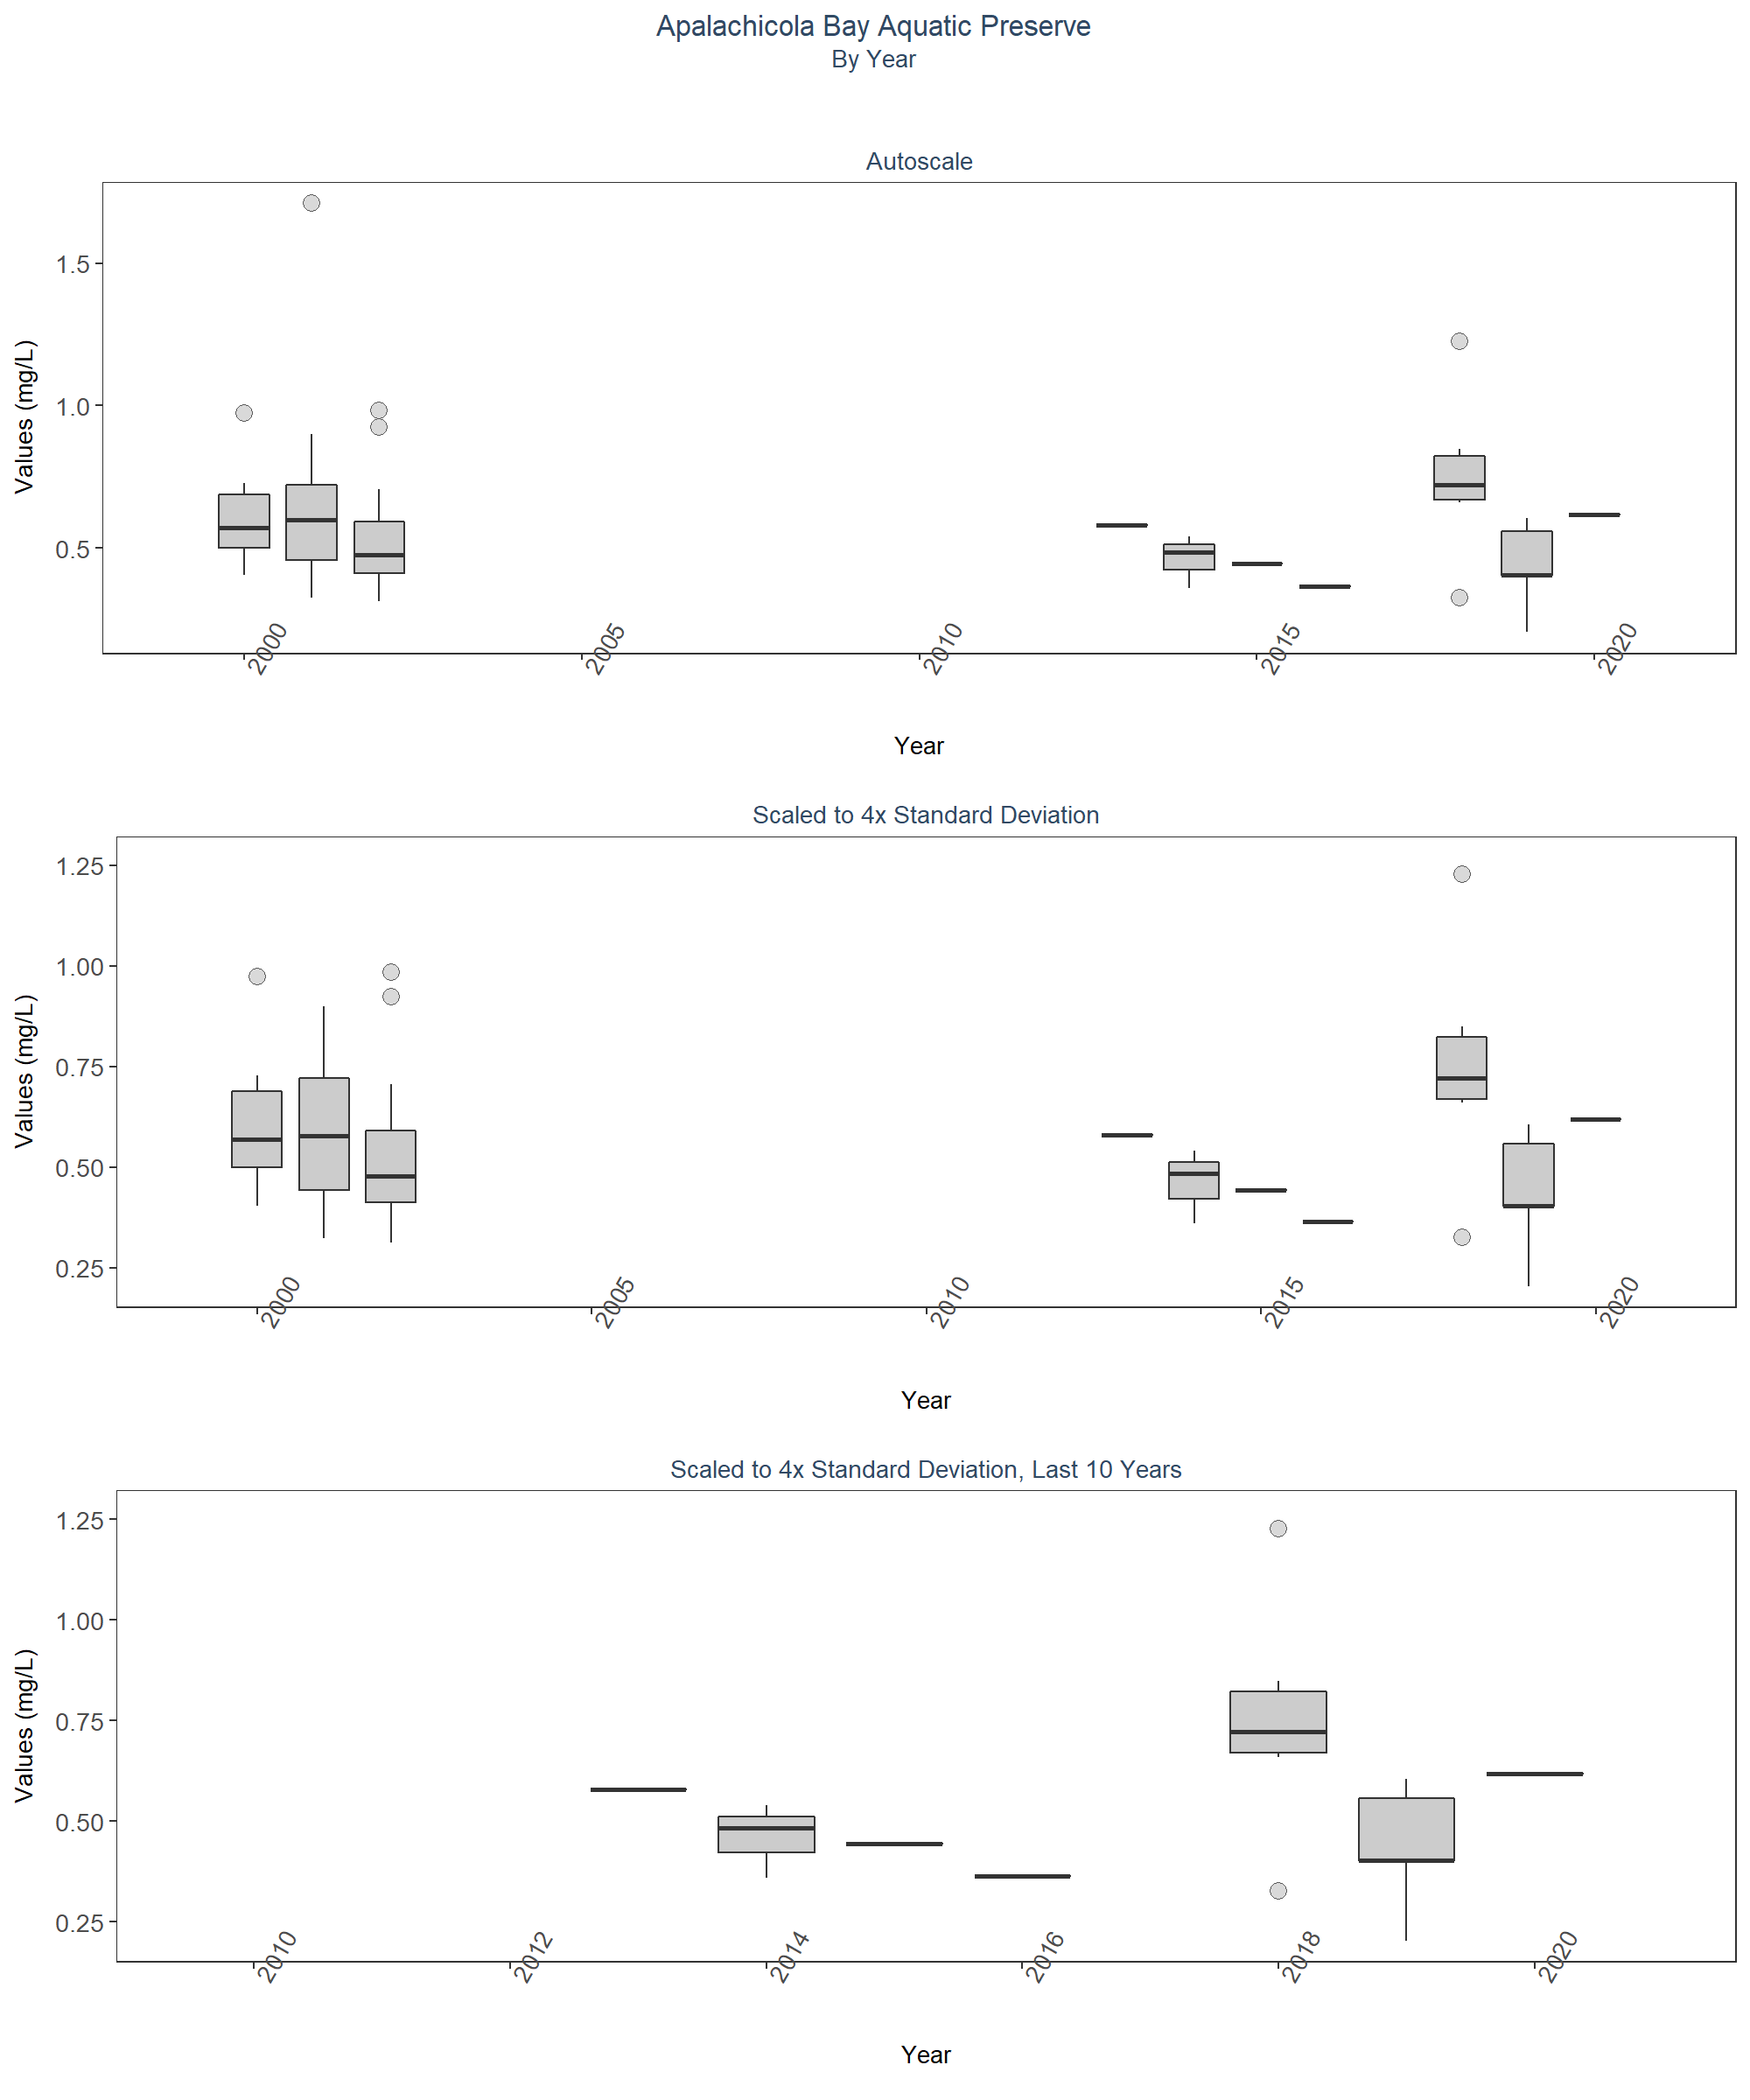 Apalachicola Bay Aquatic Preserve
By Year
Autoscale
Values (mg/L)
1.5
1.0
0.5
2000 2005 2010 2015 2020
Year
Scaled to 4x Standard Deviation
Values (mg/L)
1.25
1.00
0.75
0.50
0.25
2000 2005 2010 2015 2020
Year
Scaled to 4x Standard Deviation, Last 10 Years
Values (mg/L)
1.25
1.00
0.75
0.50
0.25
2010 2012 2014 2016 2018 2020
Year